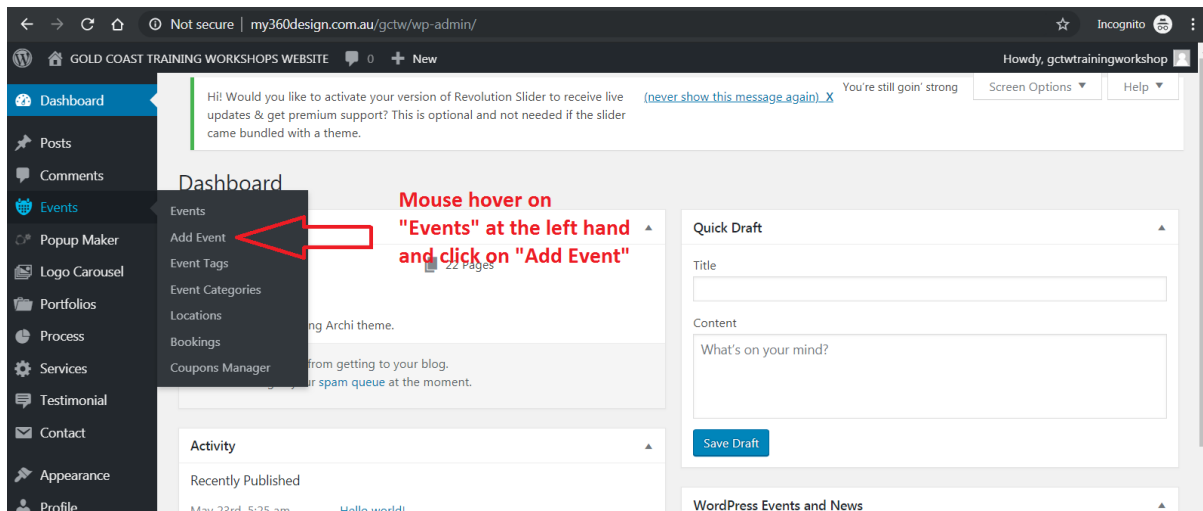 Not secure | my360design.com.au/gctw/wp-admin/ Incognito
GOLD COAST TRAINING WORKSHOPS WEBSITE 0 + New Howdy, gctwtrainingworkshop
Dashboard
Posts
Comments
Events
Popup Maker
Logo Carousel
Portfolios
Process
Services
Testimonial
Contact
Appearance
Profile
Events
Add Event
Event Tags
Event Categories
Locations
Bookings
Coupons Manager
Hi! Would you like to activate your version of Revolution Slider to receive live
updates & get premium support? This is optional and not needed if the slider
came bundled with a theme.
(never show this message again) X
You're still goin' strong
Screen Options ▼
Help ▼
Dashboard
Mouse hover on
"Events" at the left hand
and click on "Add Event"
22 Pages
Archi theme.
from getting to your blog.
spam queue at the moment.
Activity
Recently Published
May 23rd, 5:25 am Hello world!
Quick Draft
Title
Content
What's on your mind?
Save Draft
WordPress Events and News